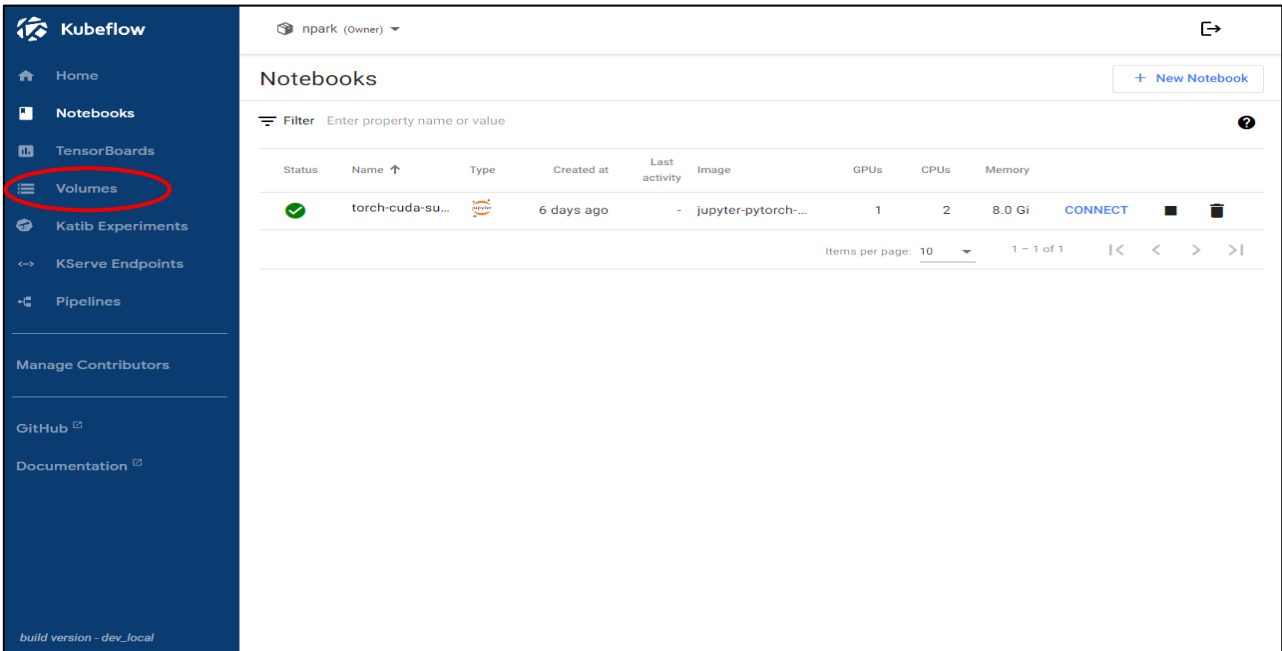 Kubeflow
Home
Notebooks
TensorBoards
Volumes
Katib Experiments
KServe Endpoints
Pipelines
Manage Contributors
GitHub
Documentation
build version - dev_local
npark (Owner)
Notebooks
+ New Notebook
Filter Enter property name or value
Status Name Type Created at Last activity Image GPUs CPUs Memory
torch-cuda-su... jupyter 6 days ago - jupyter-pytorch-... 1 2 8.0 Gi CONNECT
Items per page: 10 1 – 1 of 1